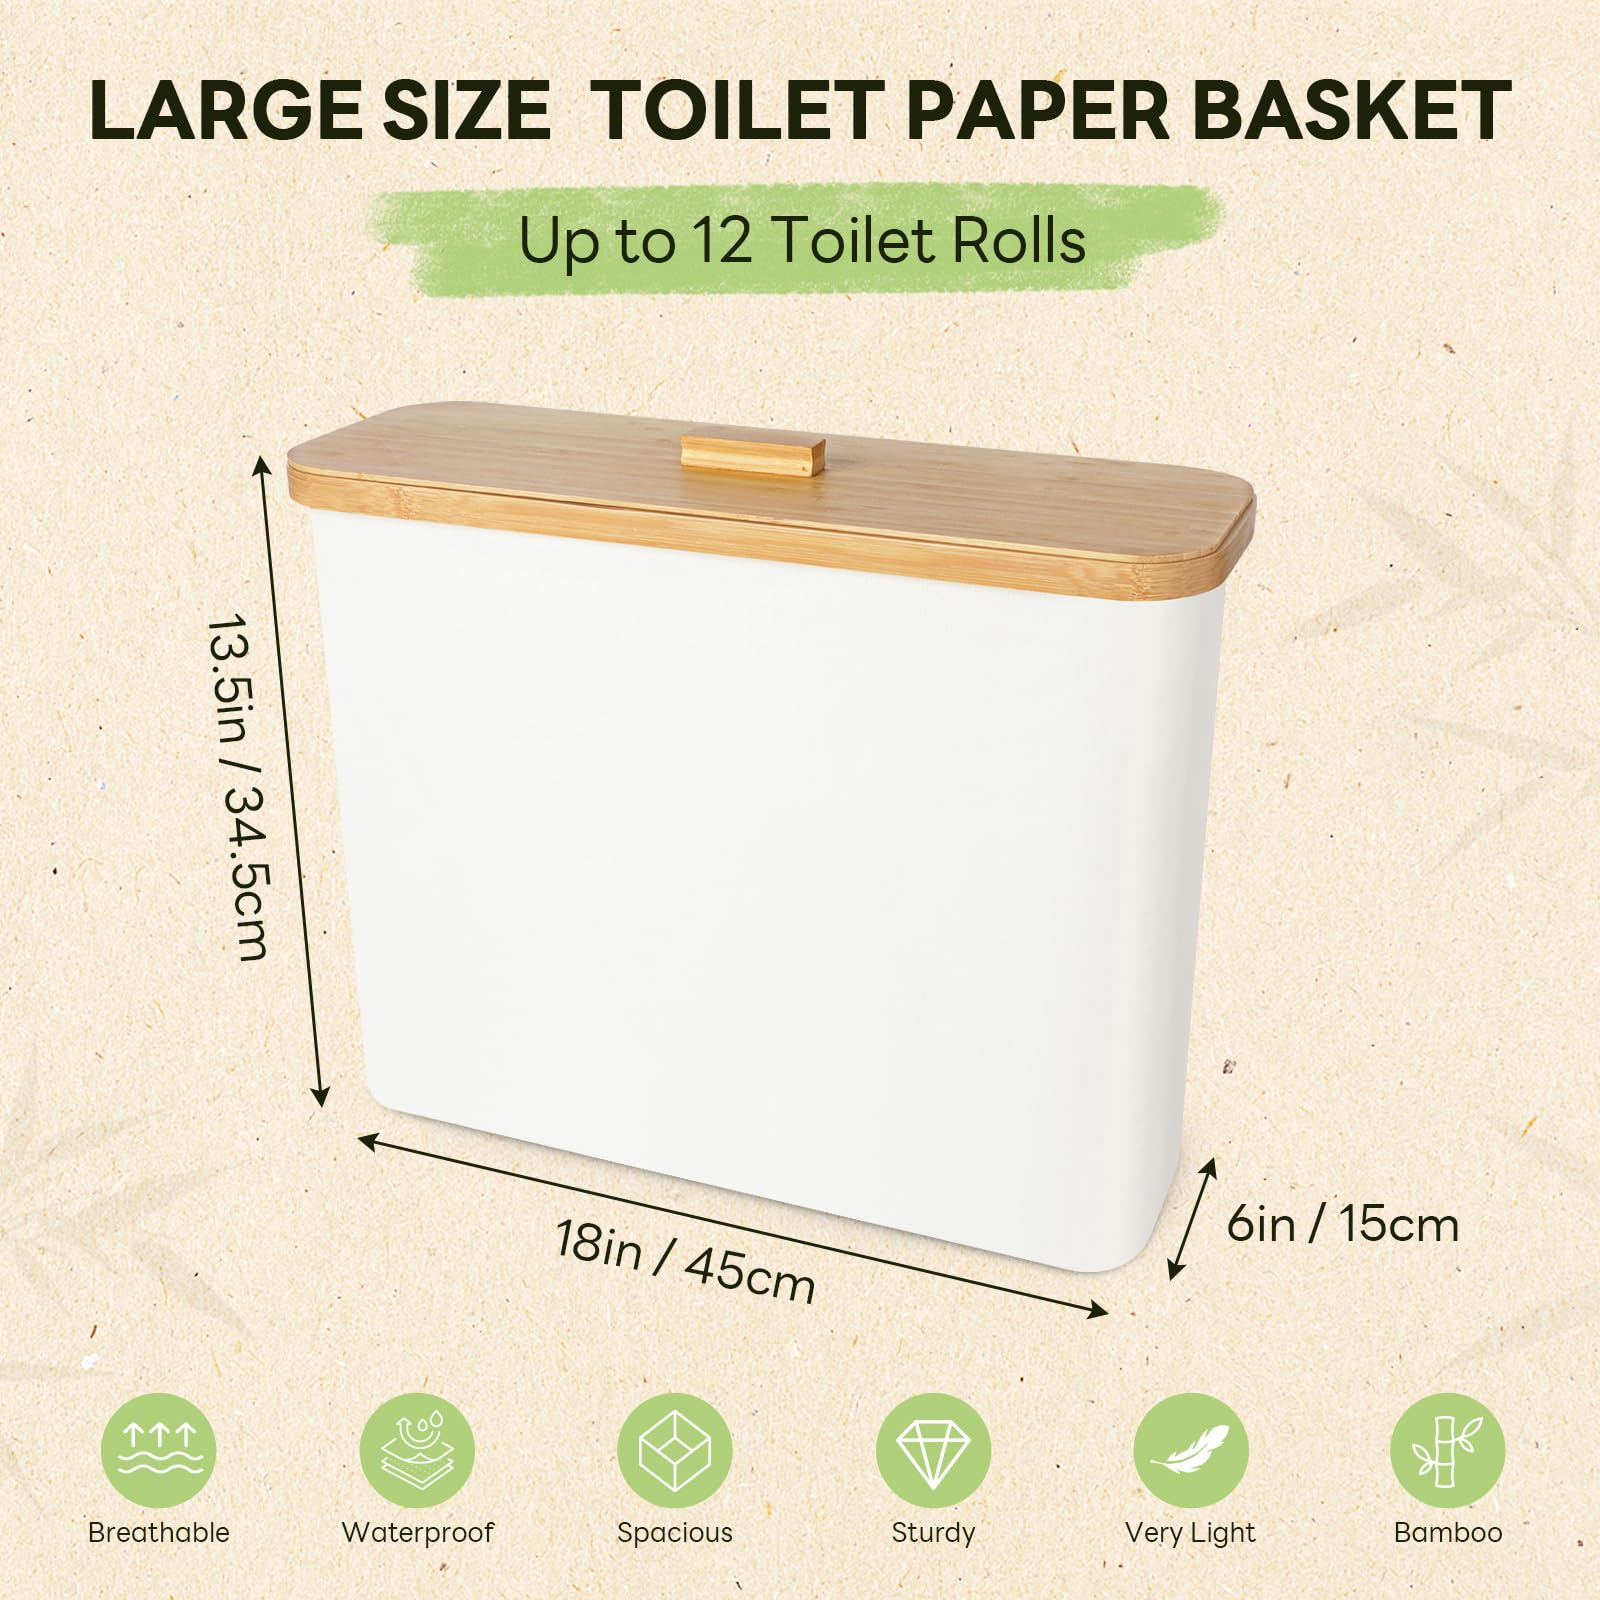 LARGE SIZE TOILET PAPER BASKET
Up to 12 Toilet Rolls
13.5in / 34.5cm
18in / 45cm
6in / 15cm
Breathable
Waterproof
Spacious
Sturdy
Very Light
Bamboo